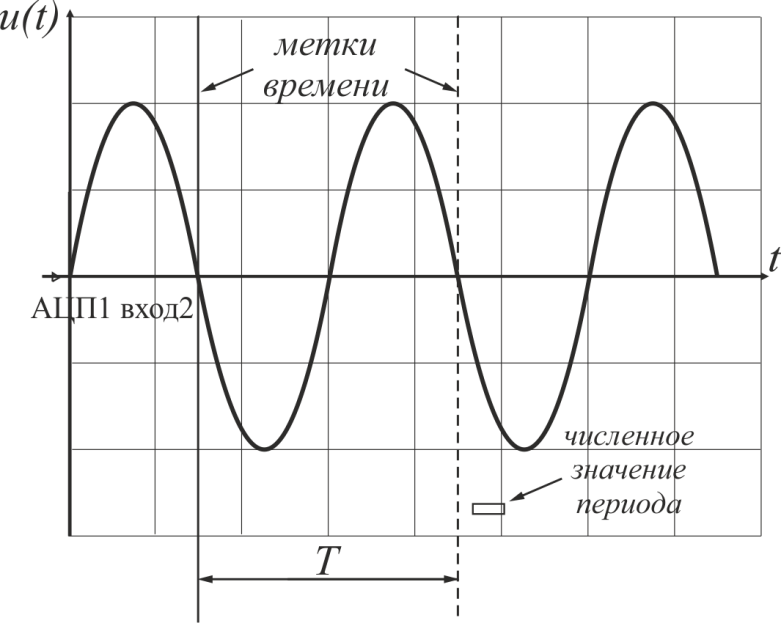 u(t)
метки
времени
t
АЦП1 вход2
численное
значение
периода
T